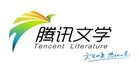 腾讯文学
Tencent Literature